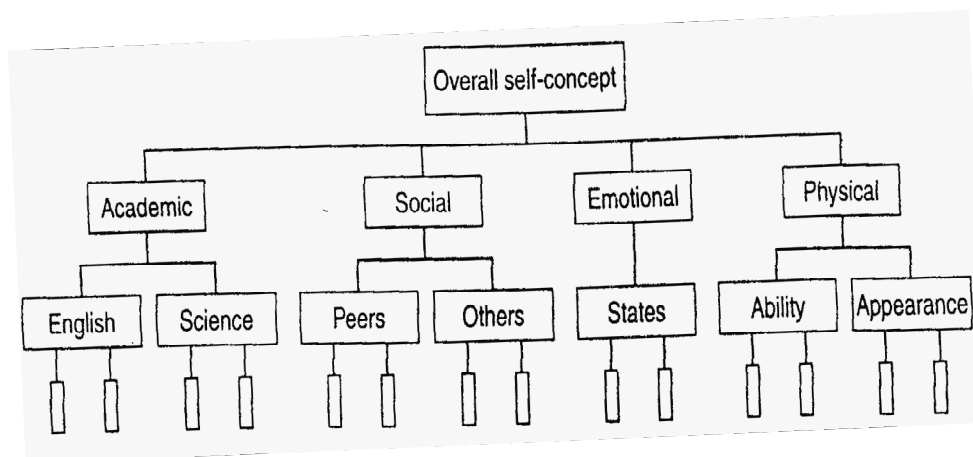 Overall self-concept
Academic
Social
Emotional
Physical
English
Science
Peers
Others
States
Ability
Appearance